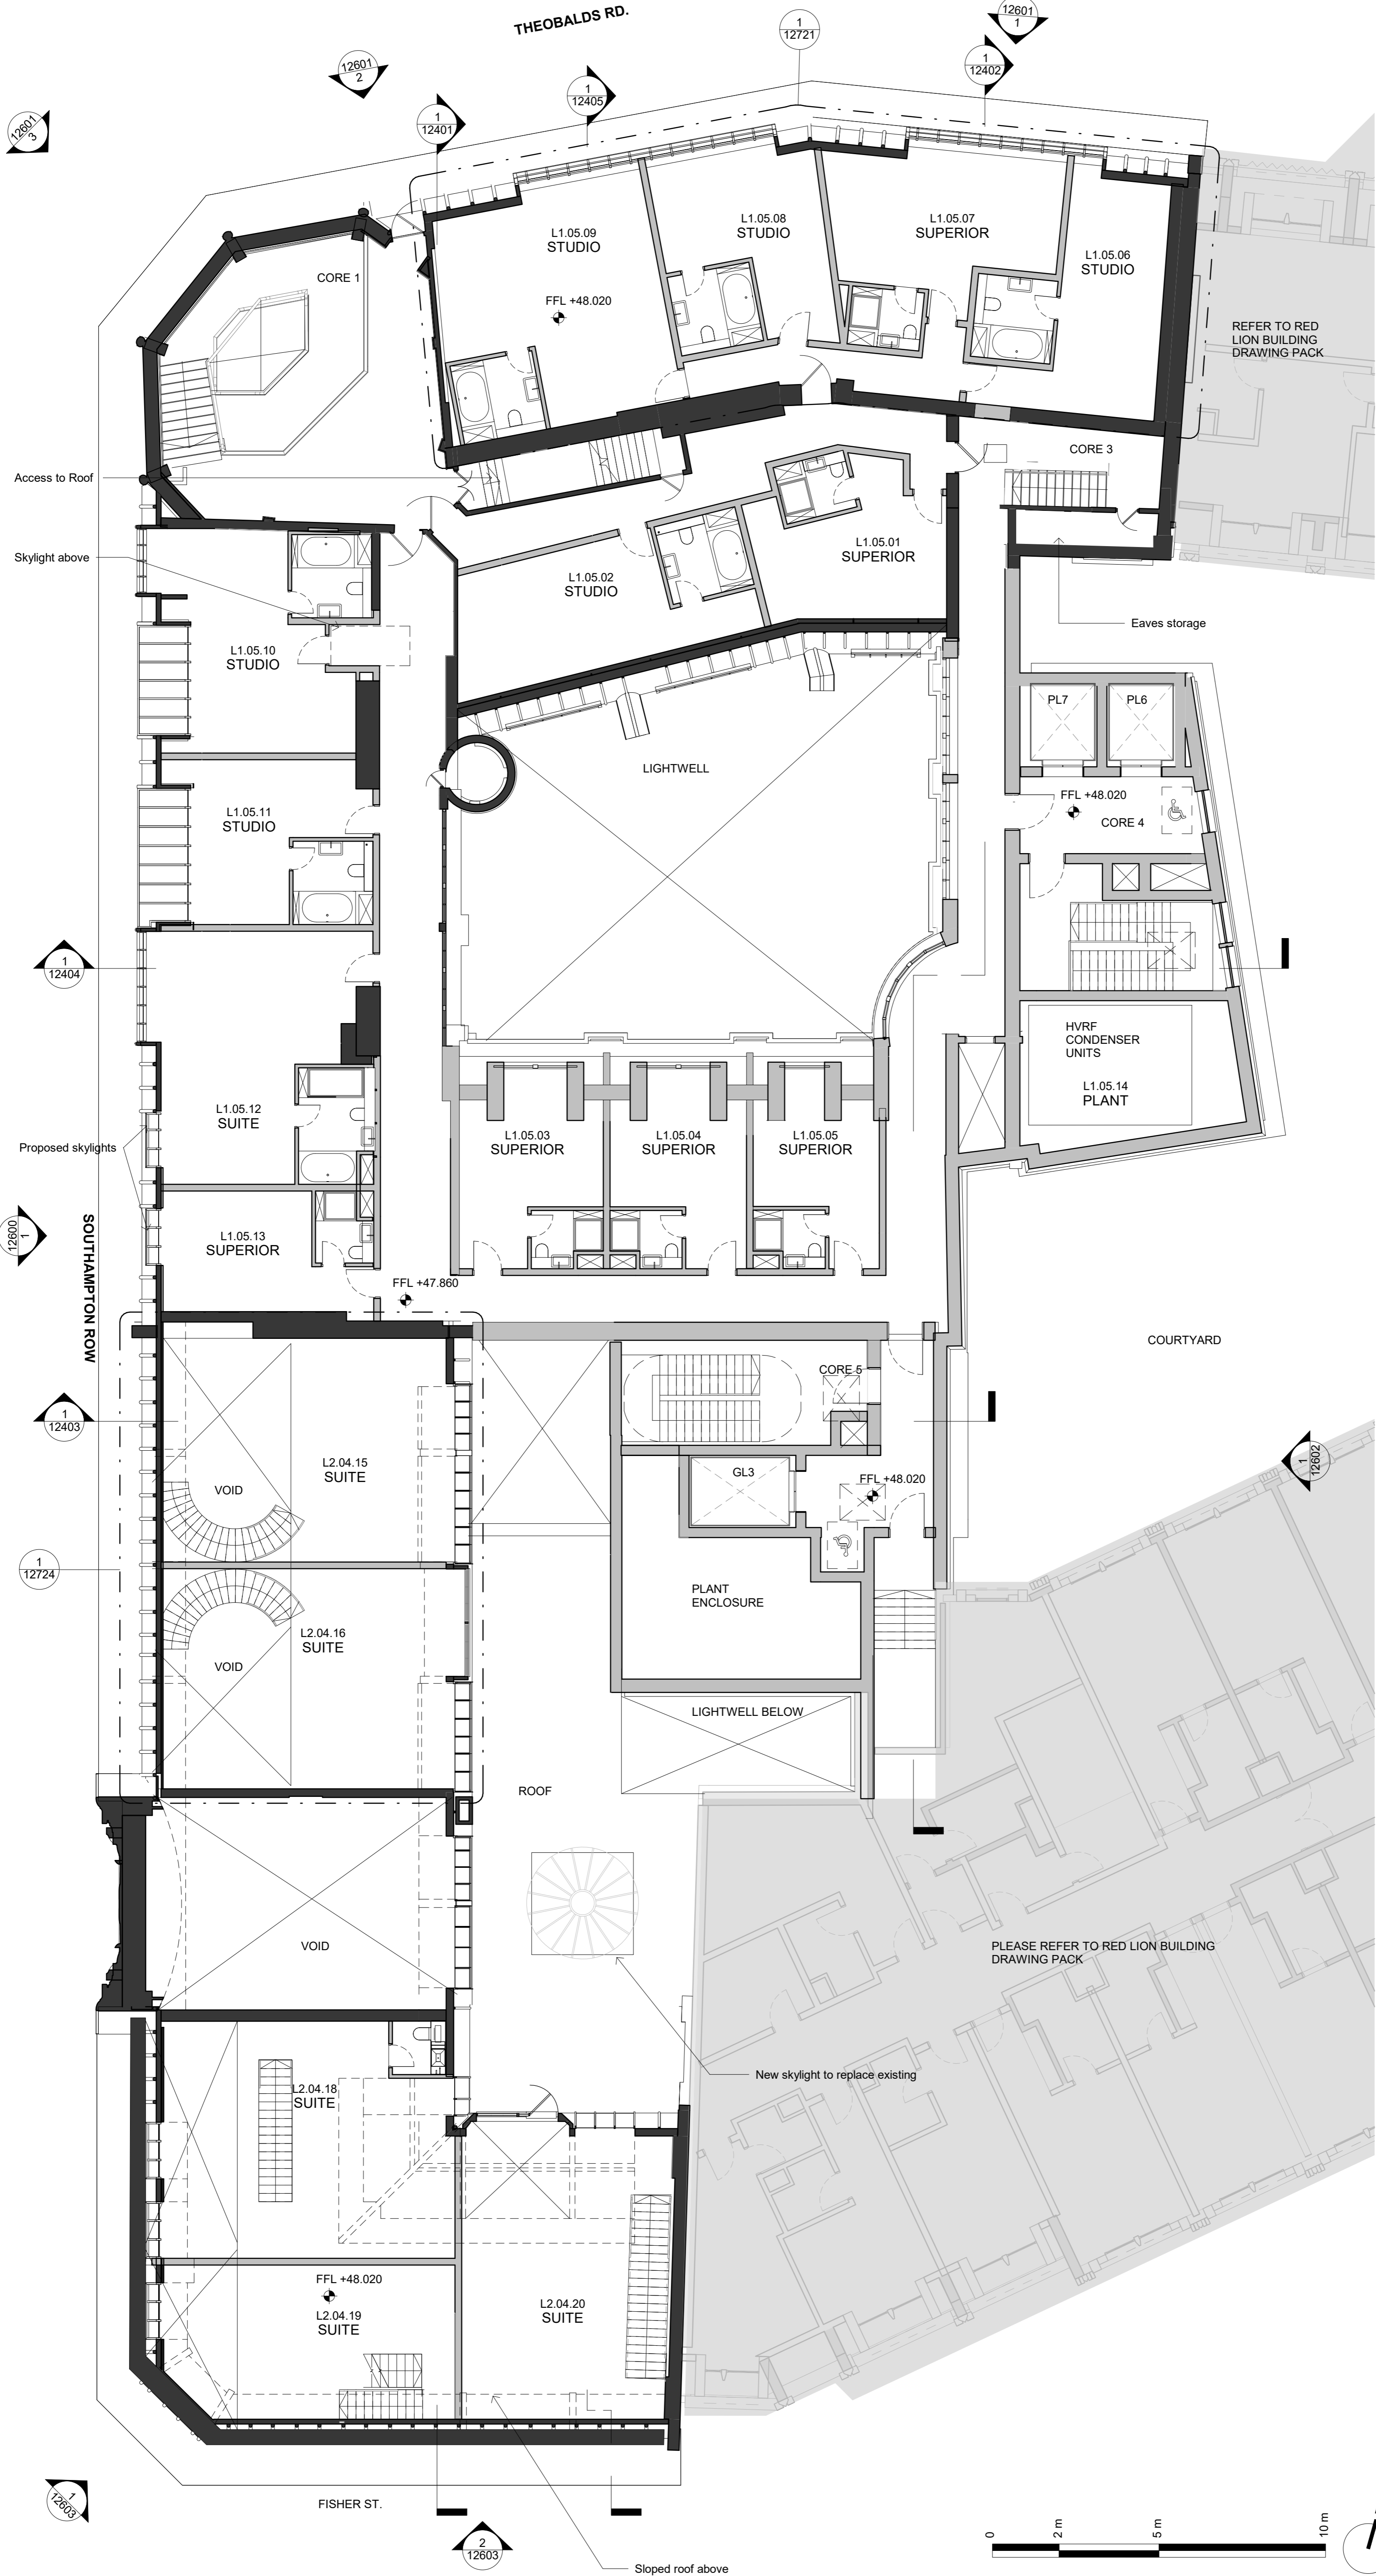 THEOBALDS RD.
12601
1
1
12721
12601
2
1
12402
1
12405
12601
3
1
12401
L1.05.09
STUDIO
L1.05.08
STUDIO
L1.05.07
SUPERIOR
L1.05.06
STUDIO
CORE 1
FFL +48.020
REFER TO RED
LION BUILDING
DRAWING PACK
CORE 3
Access to Roof
L1.05.01
SUPERIOR
Skylight above
L1.05.02
STUDIO
Eaves storage
L1.05.10
STUDIO
PL7
PL6
LIGHTWELL
FFL +48.020
CORE 4
L1.05.11
STUDIO
1
12404
HVRF
CONDENSER
UNITS
L1.05.14
PLANT
L1.05.12
SUITE
L1.05.03
SUPERIOR
L1.05.04
SUPERIOR
L1.05.05
SUPERIOR
Proposed skylights
12600
1
SOUTHAMPTON ROW
L1.05.13
SUPERIOR
FFL +47.860
COURTYARD
CORE 5
1
12403
L2.04.15
SUITE
VOID
GL3
FFL +48.020
1
12602
1
12724
PLANT
ENCLOSURE
L2.04.16
SUITE
VOID
LIGHTWELL BELOW
ROOF
VOID
PLEASE REFER TO RED LION BUILDING
DRAWING PACK
New skylight to replace existing
L2.04.18
SUITE
FFL +48.020
L2.04.19
SUITE
L2.04.20
SUITE
1
12603
FISHER ST.
2
12603
Sloped roof above
0
2 m
5 m
10 m